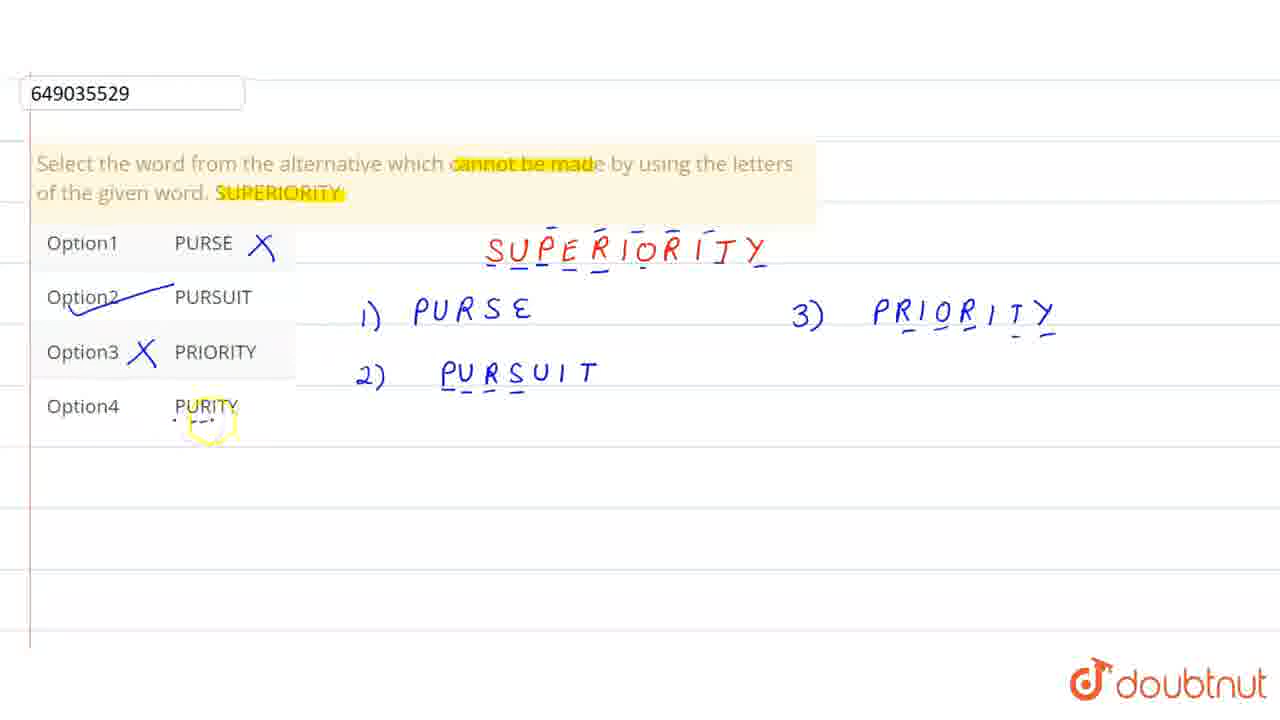 649035529
Select the word from the alternative which cannot be made by using the letters
of the given word. SUPERIORITY
Option1 PURSE X
SUPERIORITY
Option2 PURSUIT
1) PURSE
3) PRIORITY
Option3 X PRIORITY
2) PURSUIT
Option4 PURITY
doubtnut